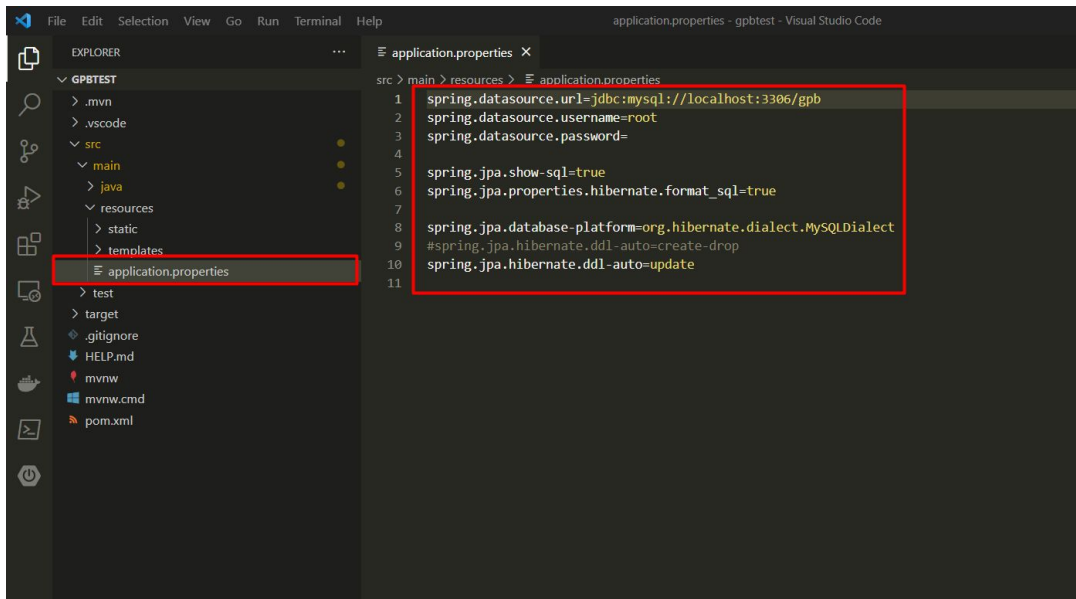 File Edit Selection View Go Run Terminal Help application.properties - gpbtest - Visual Studio Code
EXPLORER ...
GPBTEST
.mvn
.vscode
src
main
java
resources
static
templates
application.properties
test
target
.gitignore
HELP.md
mvnw
mvnw.cmd
pom.xml
application.properties
src > main > resources > application.properties
1 spring.datasource.url=jdbc:mysql://localhost:3306/gpb
2 spring.datasource.username=root
3 spring.datasource.password=
4
5 spring.jpa.show-sql=true
6 spring.jpa.properties.hibernate.format_sql=true
7
8 spring.jpa.database-platform=org.hibernate.dialect.MySQLDialect
9 #spring.jpa.hibernate.ddl-auto=create-drop
10 spring.jpa.hibernate.ddl-auto=update
11